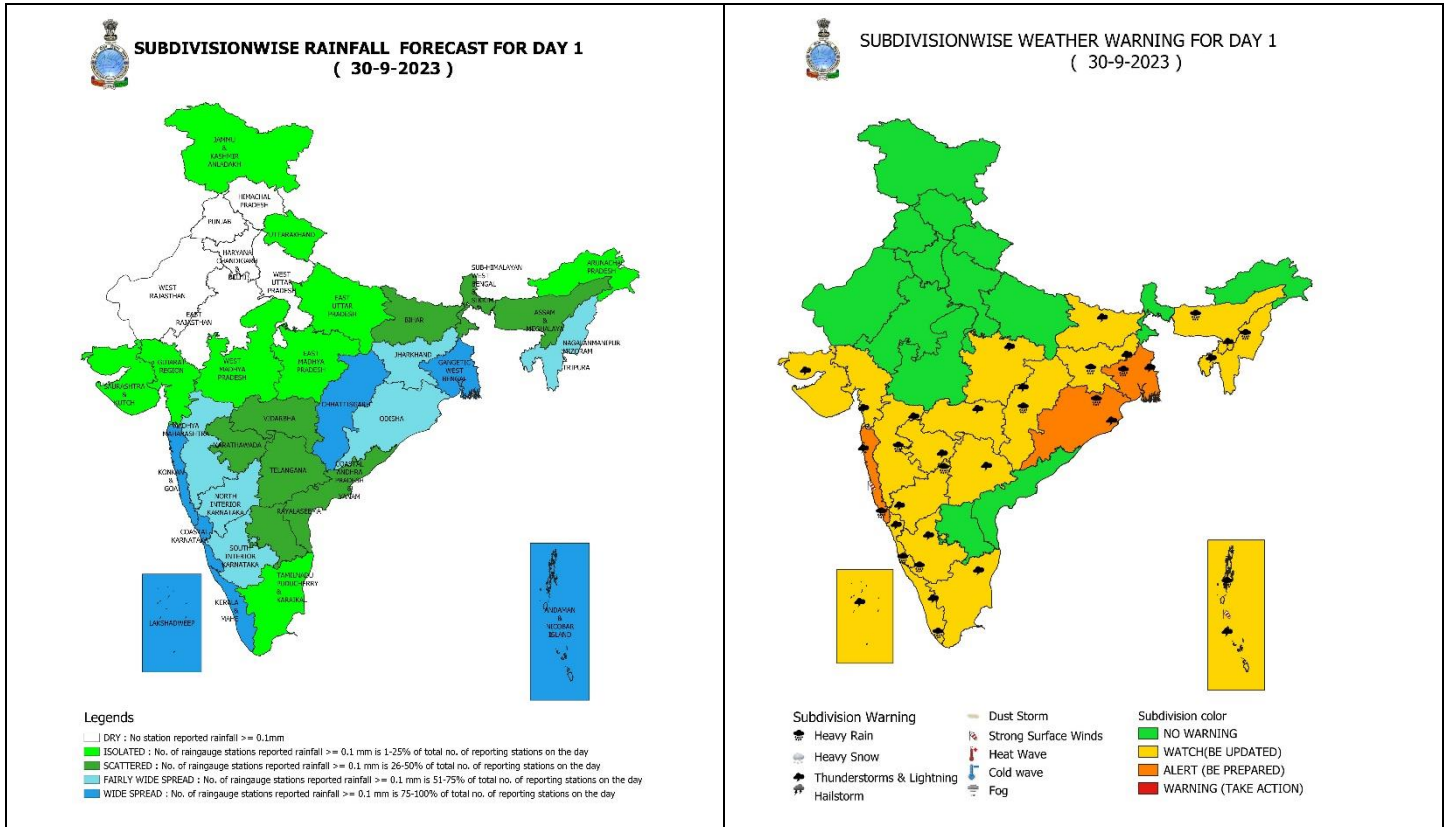 SUBDIVISIONWISE RAINFALL FORECAST FOR DAY 1
( 30-9-2023 )
JAMMU
&
KASHMIR
ANLADAKH
HIMACHAL
PRADESH
PUNJAB
UTTARAKHAND
HARYANA
CHANDIGARH
&
DELHI
WEST
UTTAR
PRADESH
WEST
RAJASTHAN
EAST
RAJASTHAN
EAST
UTTAR
PRADESH
SUB-HIMALAYAN
WEST
BENGAL
&
ARUNACHAL
PRADESH
BIHAR
ASSAM
&
MEGHALAYA
NAGALANMANIPUR
MIZORAM
&
TRIPURA
JHARKHAND
GANGETIC
WEST
BENGAL
GUJRAT
REGION
WEST
MADHYA
PRADESH
EAST
MADHYA
PRADESH
SAURASHTRA
&
KUTCH
CHHATTISGARH
ODISHA
VIDARBHA
MADHYA
MAHARASHTRA
MARATHAWADA
TELANGANA
COASTAL
ANDHRA
PRADESH
&
YANAM
KONKAN
&
GOA
NORTH
INTERIOR
KARNATAKA
RAYALASEEMA
COASTAL
KARNATAKA
SOUTH
INTERIOR
KARNATAKA
TAMILNADU
PUDUCHERRY
&
KARAIKAL
KERALA
&
MAHE
LAKSHADWEEP
ANDAMAN
&
NICOBAR
ISLAND
Legends
DRY : No station reported rainfall >= 0.1mm
ISOLATED : No. of raingauge stations reported rainfall >= 0.1 mm is 1-25% of total no. of reporting stations on the day
SCATTERED : No. of raingauge stations reported rainfall >= 0.1 mm is 26-50% of total no. of reporting stations on the day
FAIRLY WIDE SPREAD : No. of raingauge stations reported rainfall >= 0.1 mm is 51-75% of total no. of reporting stations on the day
WIDE SPREAD : No. of raingauge stations reported rainfall >= 0.1 mm is 75-100% of total no. of reporting stations on the day
SUBDIVISIONWISE WEATHER WARNING FOR DAY 1
( 30-9-2023 )
Subdivision Warning
Heavy Rain
Heavy Snow
Thunderstorms & Lightning
Hailstorm
Dust Storm
Strong Surface Winds
Heat Wave
Cold wave
Fog
Subdivision color
NO WARNING
WATCH(BE UPDATED)
ALERT (BE PREPARED)
WARNING (TAKE ACTION)